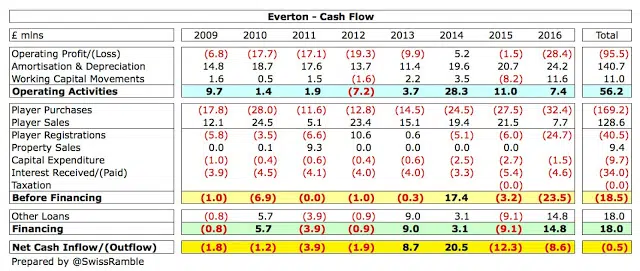 Everton - Cash Flow
£ mlns 2009 2010 2011 2012 2013 2014 2015 2016 Total
Operating Profit/(Loss) (6.8) (17.7) (17.1) (19.3) (9.9) 5.2 (1.5) (28.4) (95.5)
Amortisation & Depreciation 14.8 18.7 17.6 13.7 11.4 19.6 20.7 24.2 140.7
Working Capital Movements 1.6 0.5 1.5 (1.6) 2.2 3.5 (8.2) 11.6 11.0
Operating Activities 9.7 1.4 1.9 (7.2) 3.7 28.3 11.0 7.4 56.2
Player Purchases (17.8) (28.0) (11.6) (12.8) (14.5) (24.5) (27.5) (32.4) (169.2)
Player Sales 12.1 24.5 5.1 23.4 15.1 19.4 21.5 7.7 128.6
Player Registrations (5.8) (3.5) (6.6) 10.6 0.6 (5.1) (6.0) (24.7) (40.5)
Property Sales 0.0 0.1 9.3 0.0 0.0 0.0 0.0 9.4
Capital Expenditure (1.0) (0.4) (0.6) (0.4) (0.6) (2.5) (2.7) (1.5) (9.7)
Interest Received/(Paid) (3.9) (4.5) (4.1) (4.0) (4.0) (3.3) (5.4) (4.6) (34.0)
Taxation (0.0) (0.0)
Before Financing (1.0) (6.9) (0.0) (1.0) (0.3) 17.4 (3.2) (23.5) (18.5)
Other Loans (0.8) 5.7 (3.9) (0.9) 9.0 3.1 (9.1) 14.8 18.0
Financing (0.8) 5.7 (3.9) (0.9) 9.0 3.1 (9.1) 14.8 18.0
Net Cash Inflow/(Outflow) (1.8) (1.2) (3.9) (1.9) 8.7 20.5 (12.3) (8.6) (0.5)
Prepared by @SwissRamble